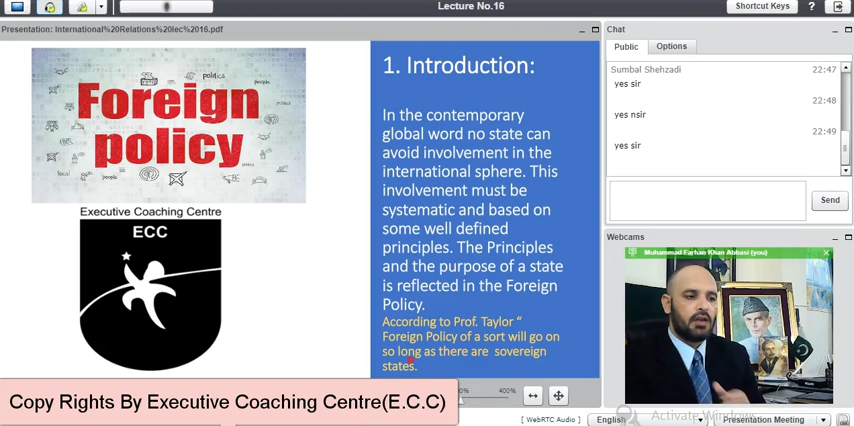 Lecture No.16
Shortcut Keys
?
Presentation: International%20Relations%20lec%2016.pdf
Foreign
policy
politics
people
Executive Coaching Centre
ECC
1. Introduction:
In the contemporary
global word no state can
avoid involvement in the
international sphere. This
involvement must be
systematic and based on
some well defined
principles. The Principles
and the purpose of a state
is reflected in the Foreign
Policy.
According to Prof. Taylor “
Foreign Policy of a sort will go on
so long as there are sovereign
states.
400%
Copy Rights By Executive Coaching Centre(E.C.C)
Chat
Public
Options
Sumbal Shehzadi 22:47
yes sir
22:48
yes nsir
22:49
yes sir
Send
Webcams
Muhammad Farhan Khan Abbasi (you)
Activate Windows
[ WebRTC Audio ]
English
Presentation Meeting